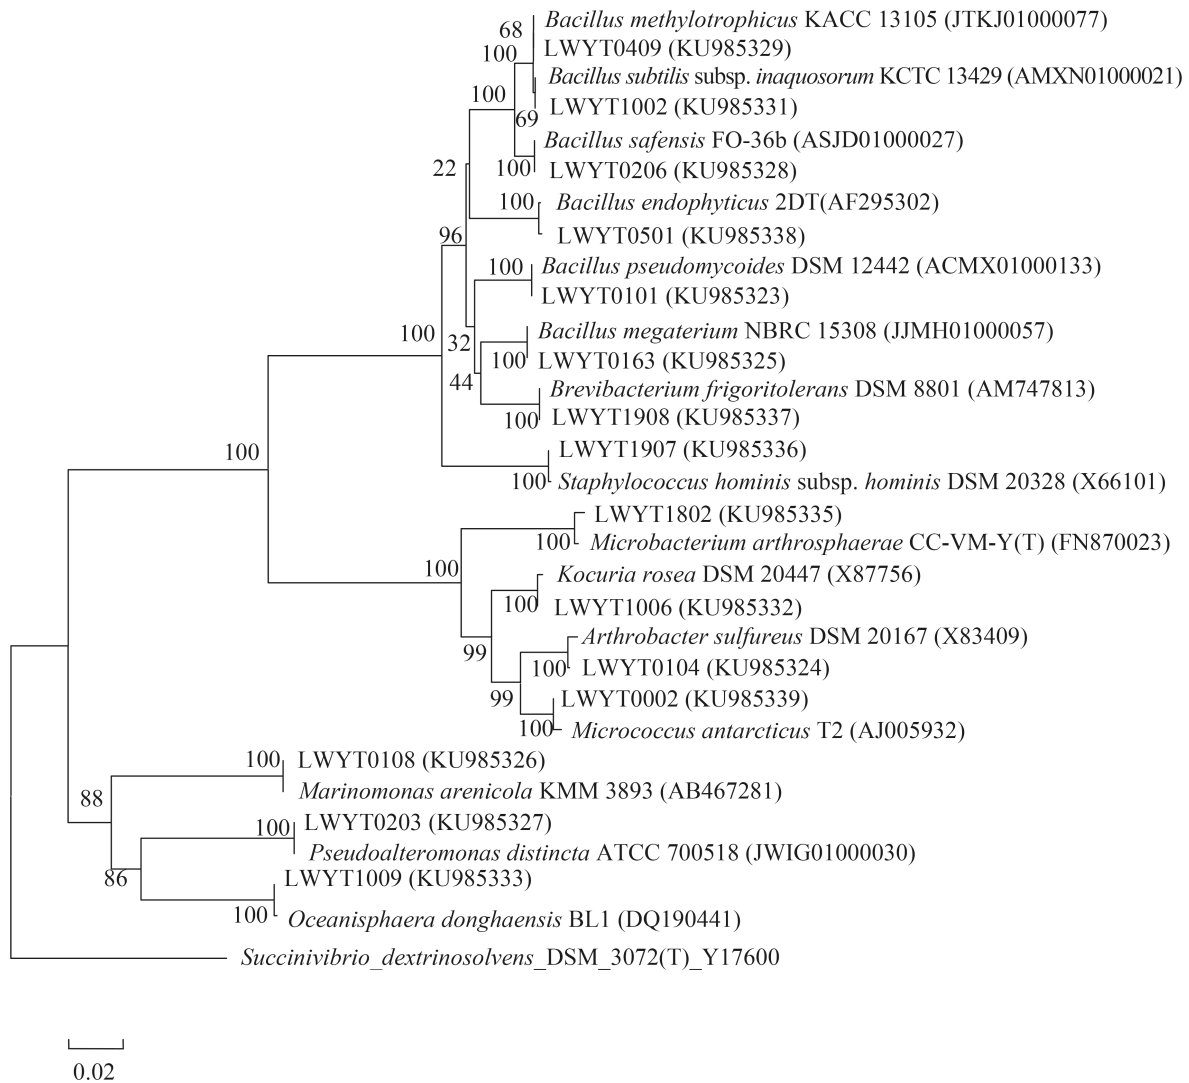 Bacillus methylotrophicus KACC 13105 (JTKJ01000077)
68
LWYT0409 (KU985329)
100
Bacillus subtilis subsp. inaquosorum KCTC 13429 (AMXN01000021)
100
LWYT1002 (KU985331)
69
Bacillus safensis FO-36b (ASJD01000027)
22
100
LWYT0206 (KU985328)
100
Bacillus endophyticus 2DT(AF295302)
96
LWYT0501 (KU985338)
100
Bacillus pseudomycoides DSM 12442 (ACMX01000133)
LWYT0101 (KU985323)
100
Bacillus megaterium NBRC 15308 (JJMH01000057)
32
100
LWYT0163 (KU985325)
44
Brevibacterium frigoritolerans DSM 8801 (AM747813)
100
LWYT1908 (KU985337)
100
LWYT1907 (KU985336)
100
Staphylococcus hominis subsp. hominis DSM 20328 (X66101)
LWYT1802 (KU985335)
100
Microbacterium arthrosphaerae CC-VM-Y(T) (FN870023)
100
Kocuria rosea DSM 20447 (X87756)
100
LWYT1006 (KU985332)
Arthrobacter sulfureus DSM 20167 (X83409)
99
100
LWYT0104 (KU985324)
99
LWYT0002 (KU985339)
100
Micrococcus antarcticus T2 (AJ005932)
100
LWYT0108 (KU985326)
88
Marinomonas arenicola KMM 3893 (AB467281)
100
LWYT0203 (KU985327)
Pseudoalteromonas distincta ATCC 700518 (JWIG01000030)
86
LWYT1009 (KU985333)
100
Oceanisphaera donghaensis BL1 (DQ190441)
Succinivibrio_dextrinosolvens_DSM_3072(T)_Y17600
0.02